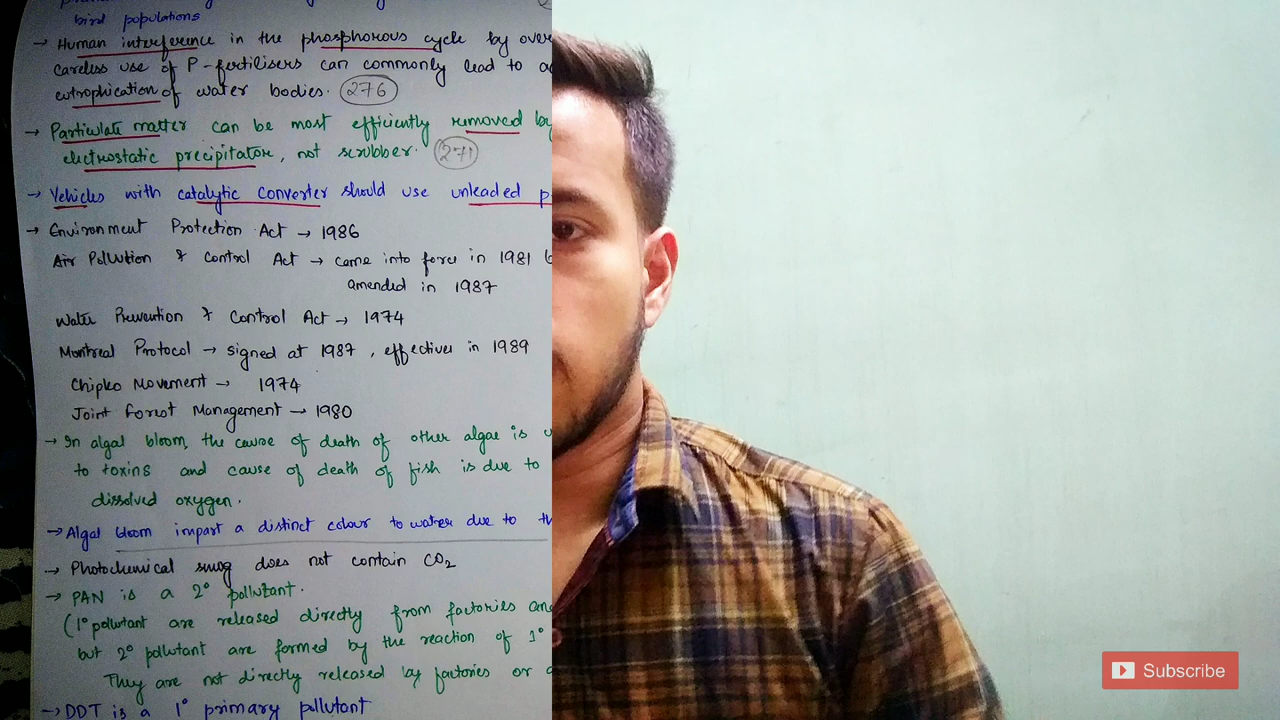 bird populations
→ Human interference in the phosphorous cycle by over
careless use of P-fertilisers can commonly lead to
eutrophication of water bodies. 276
→ Particulate matter can be most efficiently removed by
electrostatic precipitator, not scrubber. 271
→ Vehicles with catalytic converter should use unleaded p
→ Environment Protection Act → 1986
Air Pollution & Control Act → came into force in 1981
amended in 1987
Water Prevention & Control Act → 1974
Montreal Protocol → signed at 1987, effective in 1989
Chipko Movement → 1974
Joint Forest Management → 1980
→ In algal bloom, the cause of death of other algae is
to toxins and cause of death of fish is due to
dissolved oxygen.
→ Algal bloom impart a distinct colour to water due to th
→ Photochemical smog does not contain CO2
→ PAN is a 2° pollutant.
(1° pollutant are released directly from factories and
but 2° pollutant are formed by the reaction of 1°
They are not directly released by factories or
→ DDT is a 1° primary pollutant
Subscribe